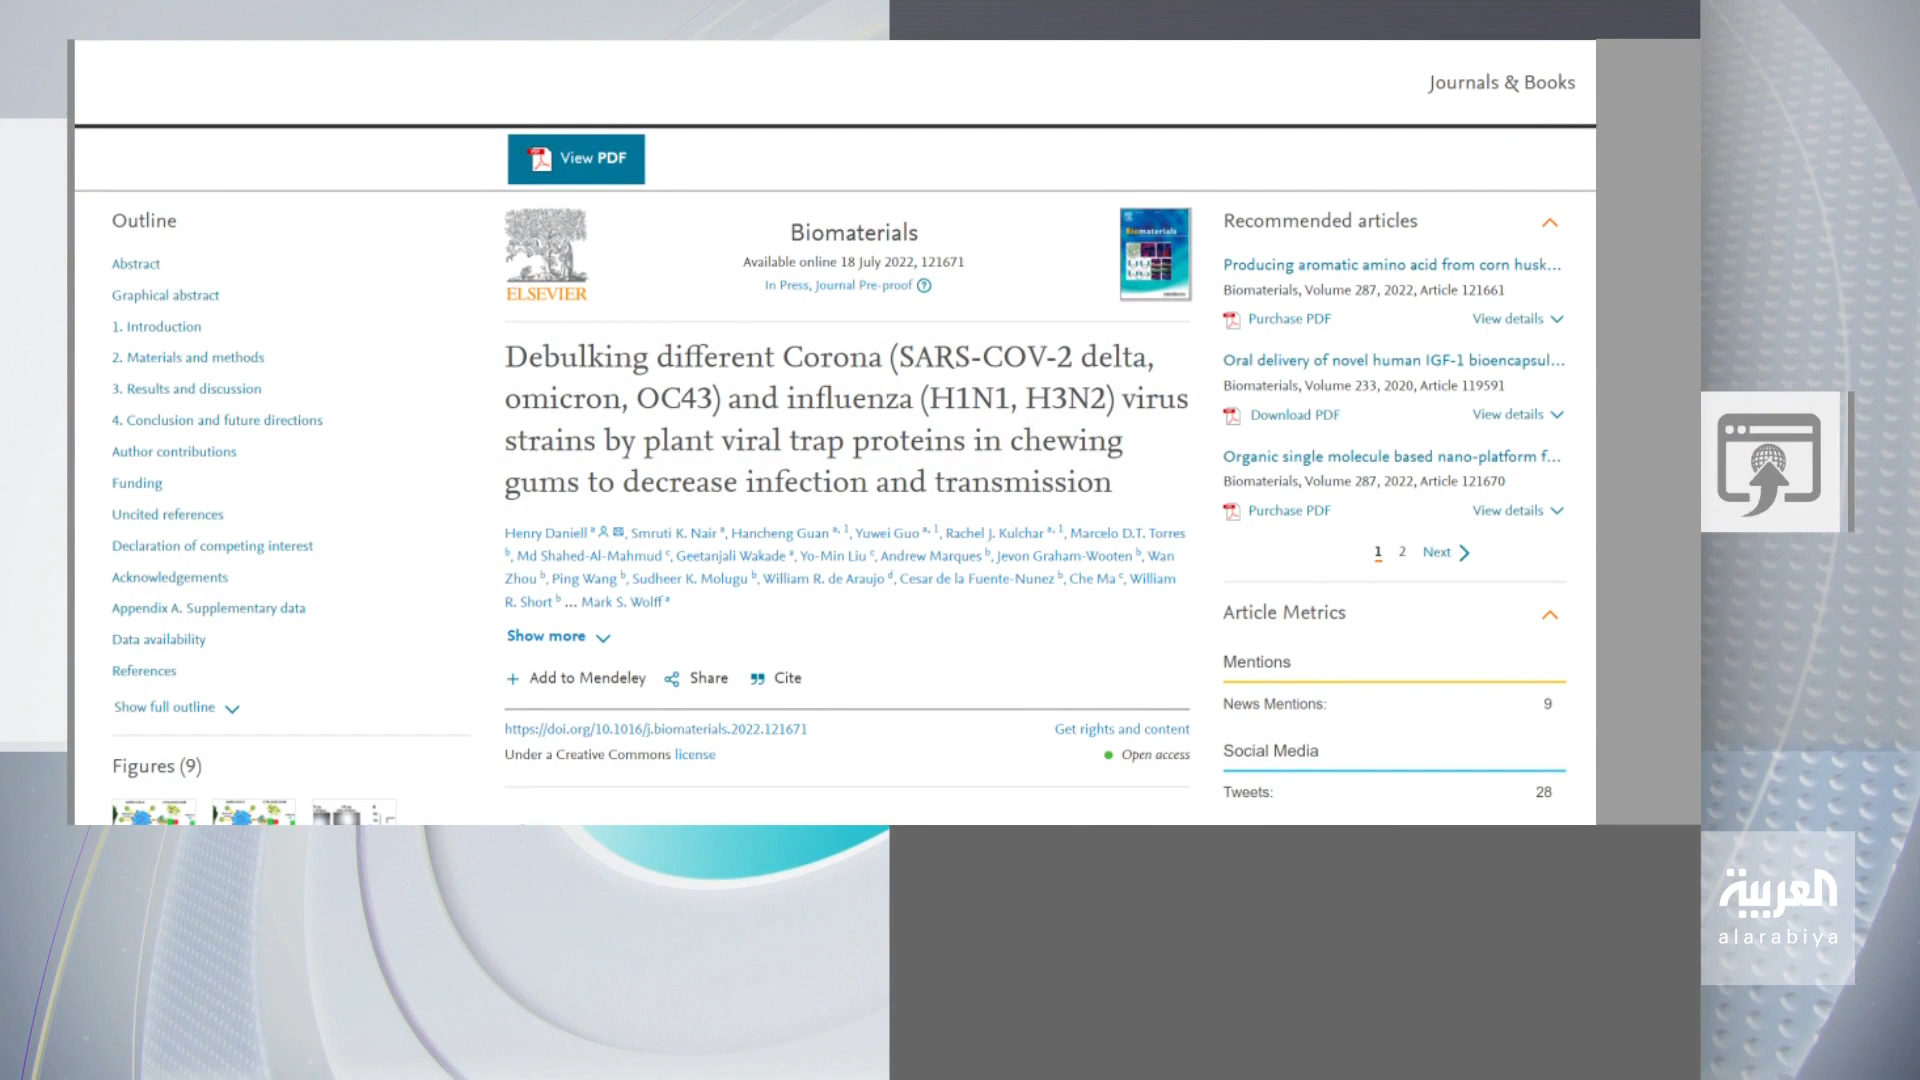 Journals & Books
View PDF
Outline
Abstract
Graphical abstract
1. Introduction
2. Materials and methods
3. Results and discussion
4. Conclusion and future directions
Author contributions
Funding
Uncited references
Declaration of competing interest
Acknowledgements
Appendix A. Supplementary data
Data availability
References
Show full outline
Figures (9)
ELSEVIER
Biomaterials
Available online 18 July 2022, 121671
In Press, Journal Pre-proof ?
Biomaterials
Debulking different Corona (SARS-COV-2 delta,
omicron, OC43) and influenza (H1N1, H3N2) virus
strains by plant viral trap proteins in chewing
gums to decrease infection and transmission
Henry Daniell a, Smruti K. Nair a, Hancheng Guan a, 1, Yuwei Guo a, 1, Rachel J. Kulchar a, 1, Marcelo D.T. Torres
b, Md Shahed-Al-Mahmud c, Geetanjali Wakade a, Yo-Min Liu c, Andrew Marques b, Jevon Graham-Wooten b, Wan
Zhou b, Ping Wang b, Sudheer K. Molugu b, William R. de Araujo d, Cesar de la Fuente-Nunez b, Che Ma c, William
R. Short b ... Mark S. Wolff a
Show more
+ Add to Mendeley Share Cite
https://doi.org/10.1016/j.biomaterials.2022.121671 Get rights and content
Under a Creative Commons license Open access
Recommended articles
Producing aromatic amino acid from corn husk...
Biomaterials, Volume 287, 2022, Article 121661
Purchase PDF View details
Oral delivery of novel human IGF-1 bioencapsul...
Biomaterials, Volume 233, 2020, Article 119591
Download PDF View details
Organic single molecule based nano-platform f...
Biomaterials, Volume 287, 2022, Article 121670
Purchase PDF View details
1 2 Next
Article Metrics
Mentions
News Mentions: 9
Social Media
Tweets: 28
العربية
alarabiya